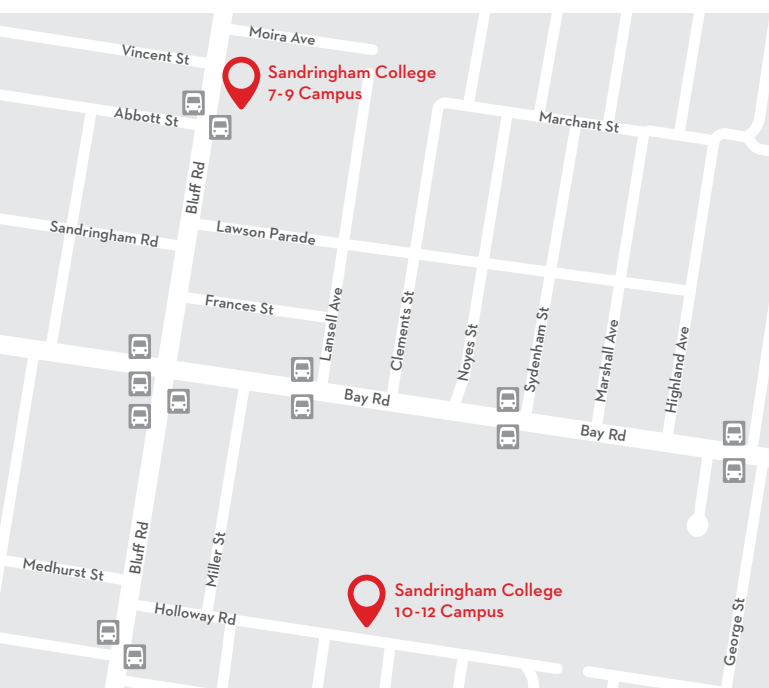 Moira Ave
Vincent St
Sandringham College
7-9 Campus
Abbott St
Marchant St
Bluff Rd
Sandringham Rd
Lawson Parade
Frances St
Lansell Ave
Clements St
Noyes St
Sydenham St
Marshall Ave
Highland Ave
Bay Rd
Bay Rd
Bluff Rd
Miller St
Medhurst St
Sandringham College
10-12 Campus
Holloway Rd
George St